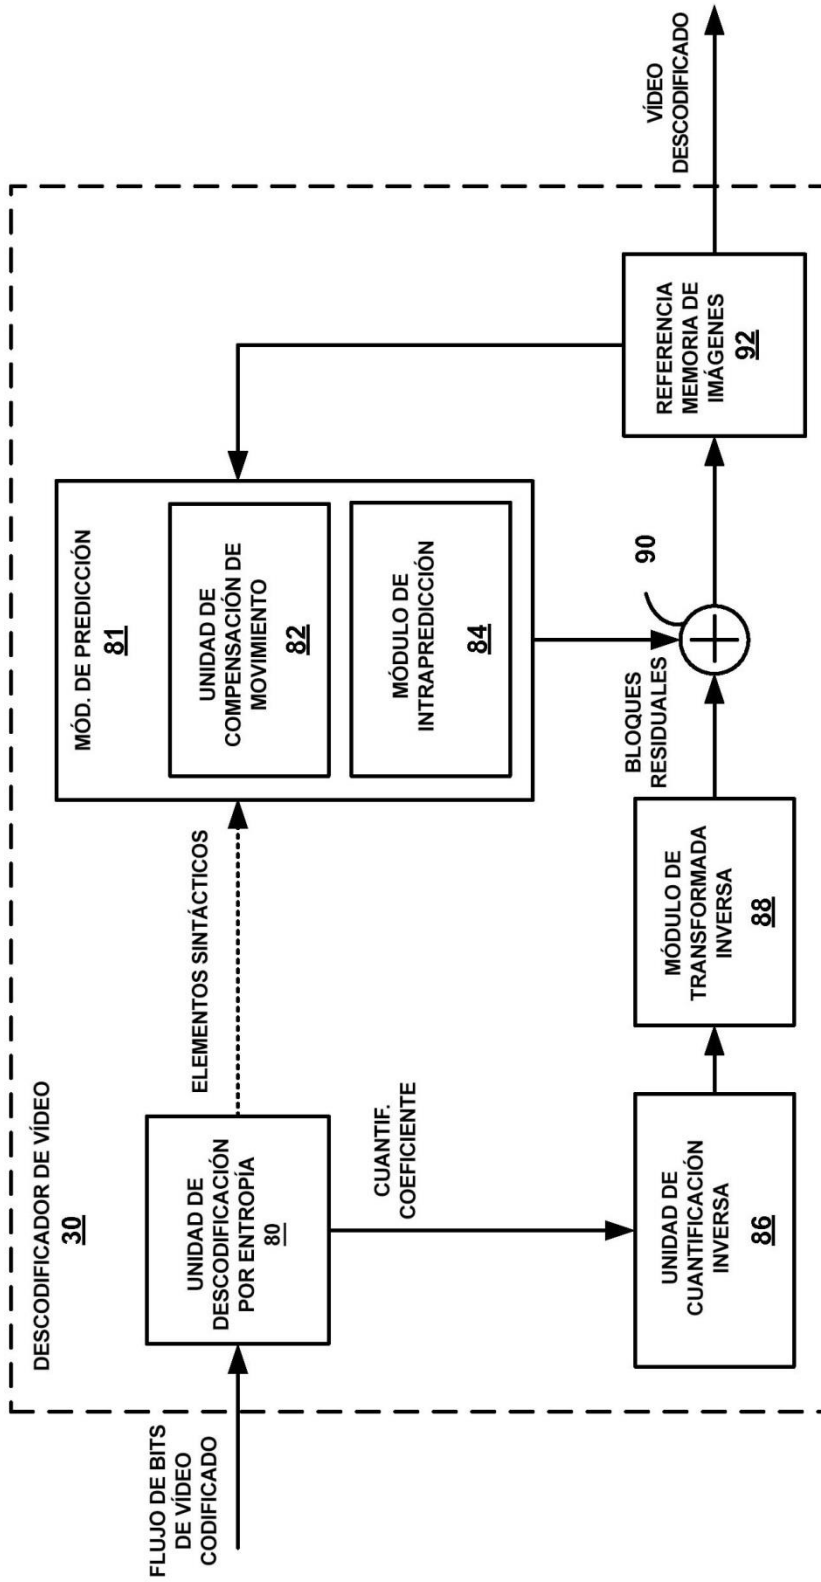 DESCODIFICADOR DE VÍDEO
30
FLUJO DE BITS
DE VÍDEO
CODIFICADO
UNIDAD DE
DESCODIFICACIÓN
POR ENTROPÍA
80
ELEMENTOS SINTÁCTICOS
MÓD. DE PREDICCIÓN
81
UNIDAD DE
COMPENSACIÓN DE
MOVIMIENTO
82
MÓDULO DE
INTRAPREDICCIÓN
84
CUANTIF.
COEFICIENTE
UNIDAD DE
CUANTIFICACIÓN
INVERSA
86
MÓDULO DE
TRANSFORMADA
INVERSA
88
BLOQUES
RESIDUALES
90
REFERENCIA
MEMORIA DE
IMÁGENES
92
VÍDEO
DESCODIFICADO